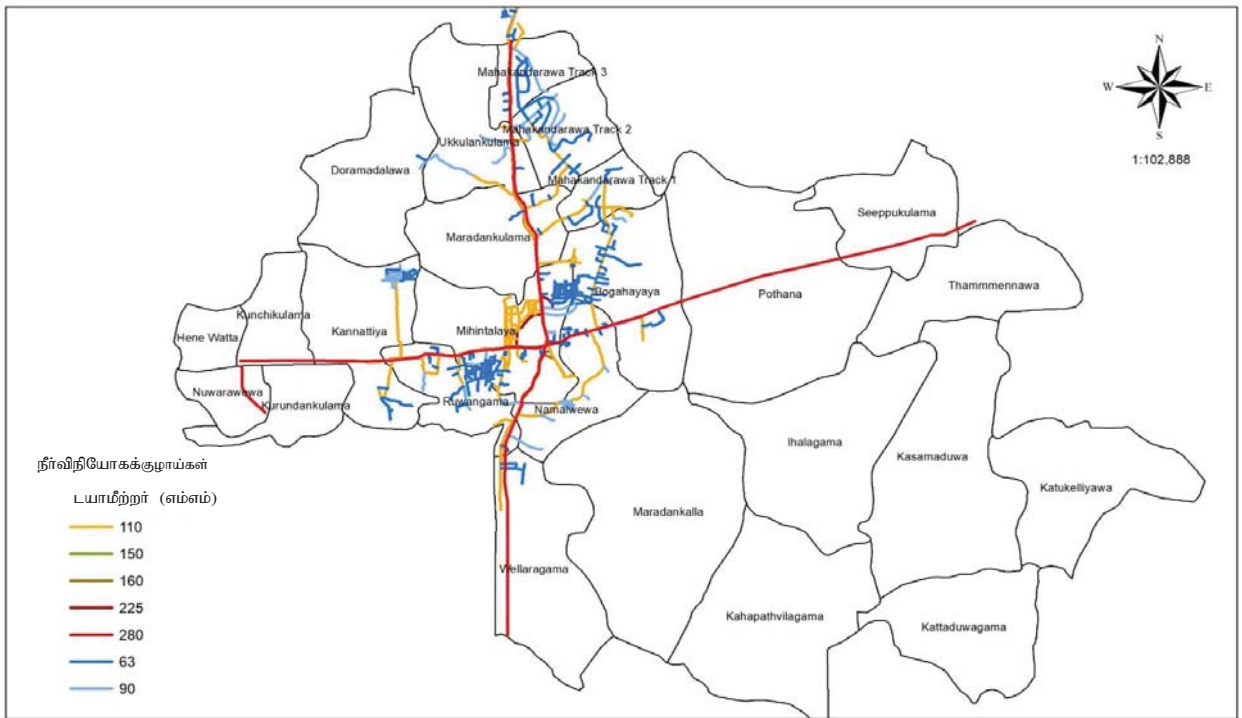 N
W E
S
1:102,888
Mahakandarawa Track 3
Mahakandarawa Track 2
Ukkulankulama
Doramadalawa
Mahakandarawa Track 1
Seeppukulama
Maradankulama
Thammmennawa
Bogahayaya
Pothana
Kunchikulama
Kannattiya
Mihintalaya
Hene Watta
Nuwarawewa
Kurundankulama
Ruwangama
Namalwewa
Ihalagama
Kasamaduwa
Katukelliyawa
Maradankalla
Wellaragama
Kahapathvilagama
Kattaduwagama
நீர்விநியோகக்குழாய்கள்
டயாமீற்றர் (எம்எம்)
110
150
160
225
280
63
90